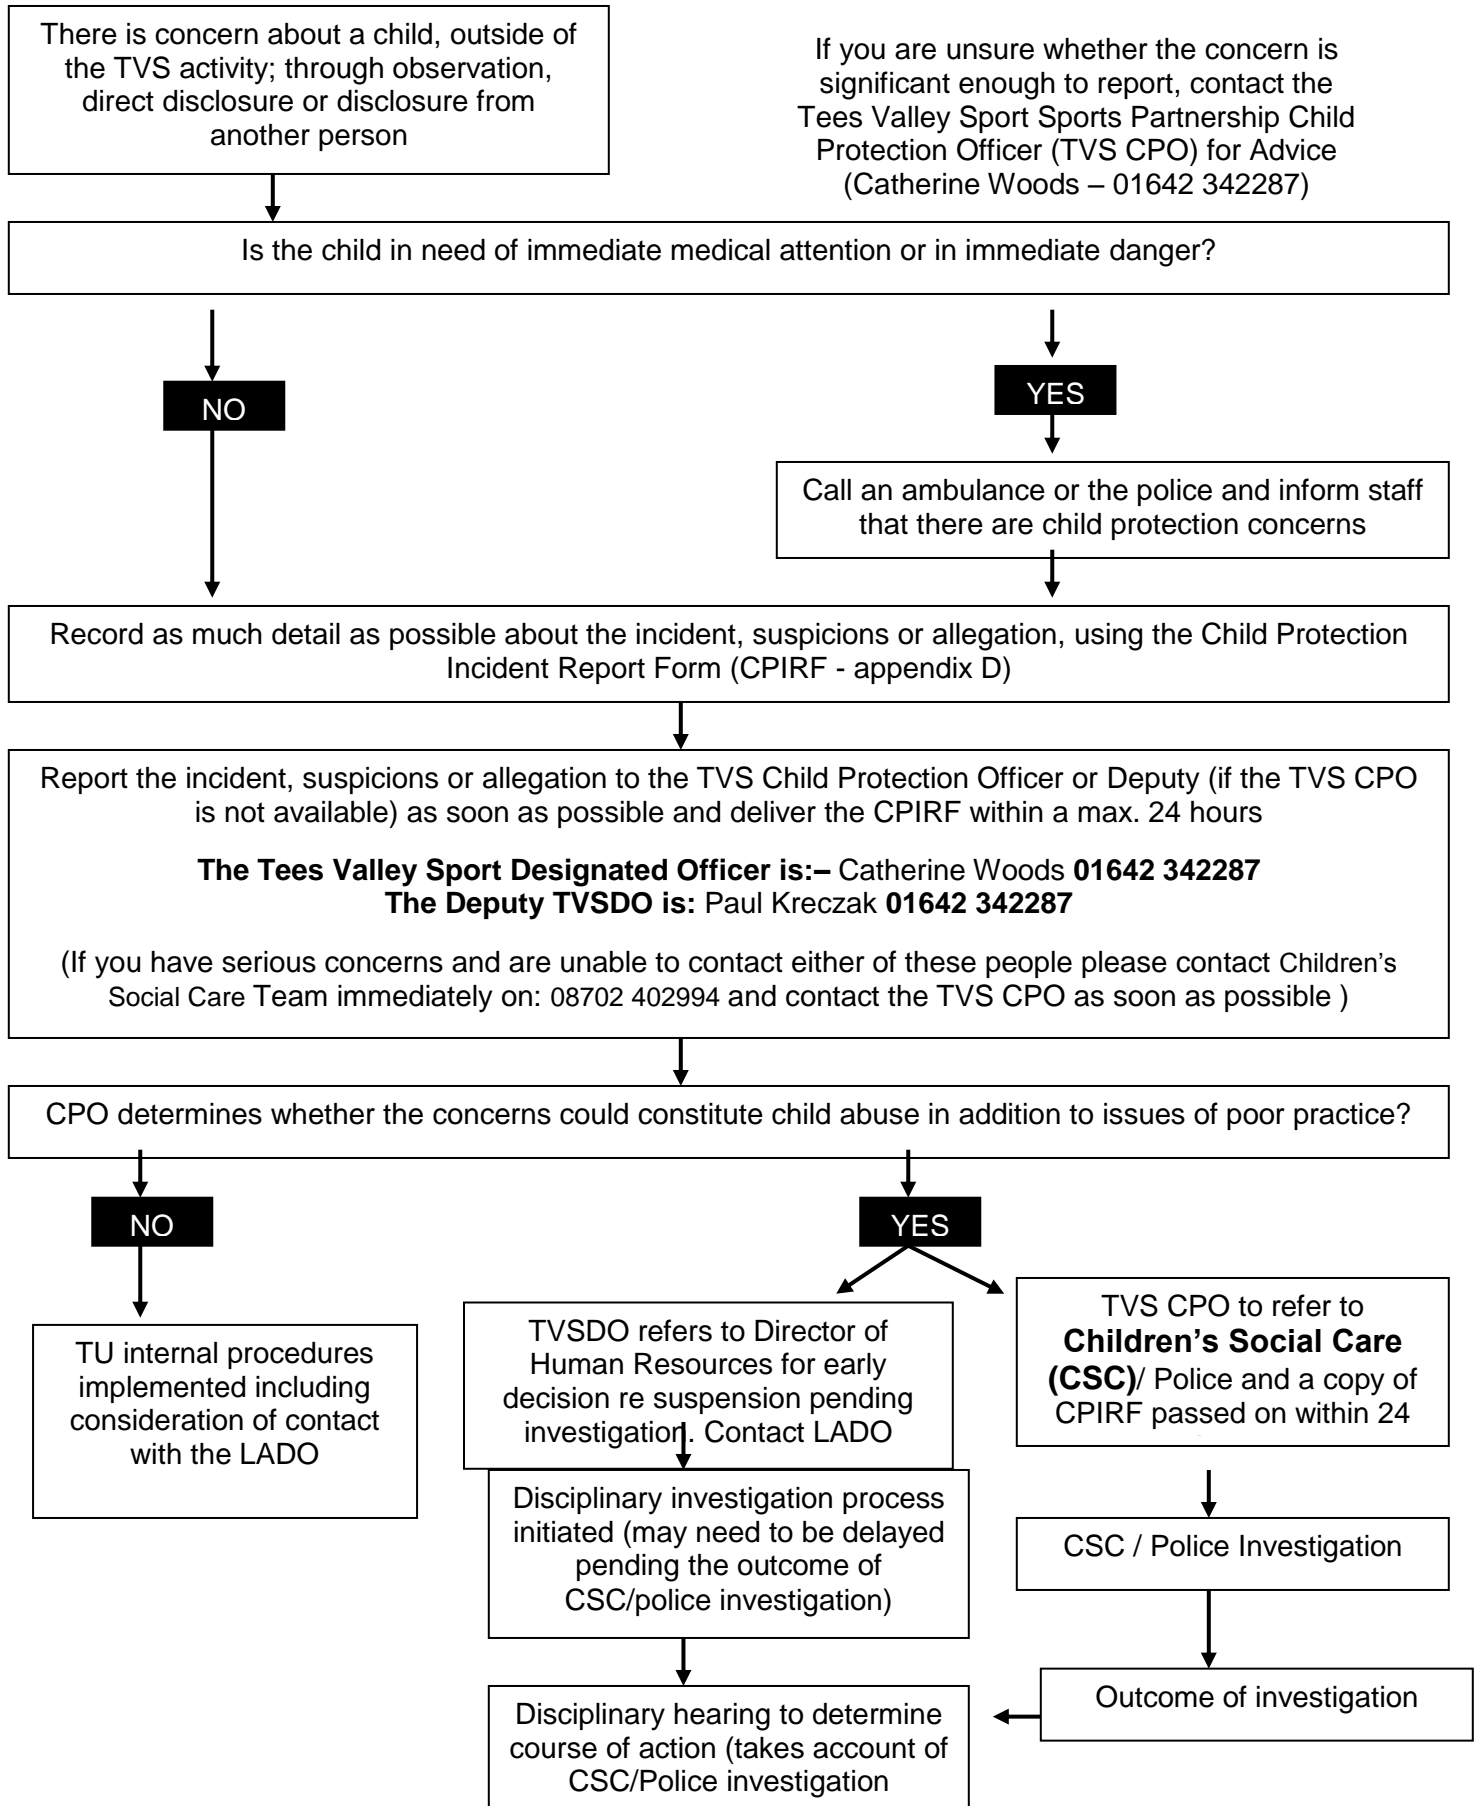 There is concern about a child, outside of
the TVS activity; through observation,
direct disclosure or disclosure from
another person
If you are unsure whether the concern is
significant enough to report, contact the
Tees Valley Sport Sports Partnership Child
Protection Officer (TVS CPO) for Advice
(Catherine Woods – 01642 342287)
Is the child in need of immediate medical attention or in immediate danger?
NO
YES
Call an ambulance or the police and inform staff
that there are child protection concerns
Record as much detail as possible about the incident, suspicions or allegation, using the Child Protection
Incident Report Form (CPIRF - appendix D)
Report the incident, suspicions or allegation to the TVS Child Protection Officer or Deputy (if the TVS CPO
is not available) as soon as possible and deliver the CPIRF within a max. 24 hours
The Tees Valley Sport Designated Officer is:– Catherine Woods 01642 342287
The Deputy TVSDO is: Paul Kreczak 01642 342287
(If you have serious concerns and are unable to contact either of these people please contact Children’s
Social Care Team immediately on: 08702 402994 and contact the TVS CPO as soon as possible )
CPO determines whether the concerns could constitute child abuse in addition to issues of poor practice?
NO
YES
TU internal procedures
implemented including
consideration of contact
with the LADO
TVSDO refers to Director of
Human Resources for early
decision re suspension pending
investigation. Contact LADO
TVS CPO to refer to
Children’s Social Care
(CSC)/ Police and a copy of
CPIRF passed on within 24
Disciplinary investigation process
initiated (may need to be delayed
pending the outcome of
CSC/police investigation)
CSC / Police Investigation
Outcome of investigation
Disciplinary hearing to determine
course of action (takes account of
CSC/Police investigation